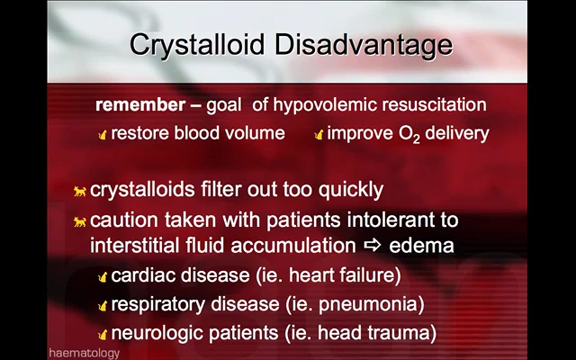 Crystalloid Disadvantage
remember – goal of hypovolemic resuscitation
restore blood volume improve O₂ delivery
crystalloids filter out too quickly
caution taken with patients intolerant to
interstitial fluid accumulation ⇨ edema
cardiac disease (ie. heart failure)
respiratory disease (ie. pneumonia)
neurologic patients (ie. head trauma)
haematology